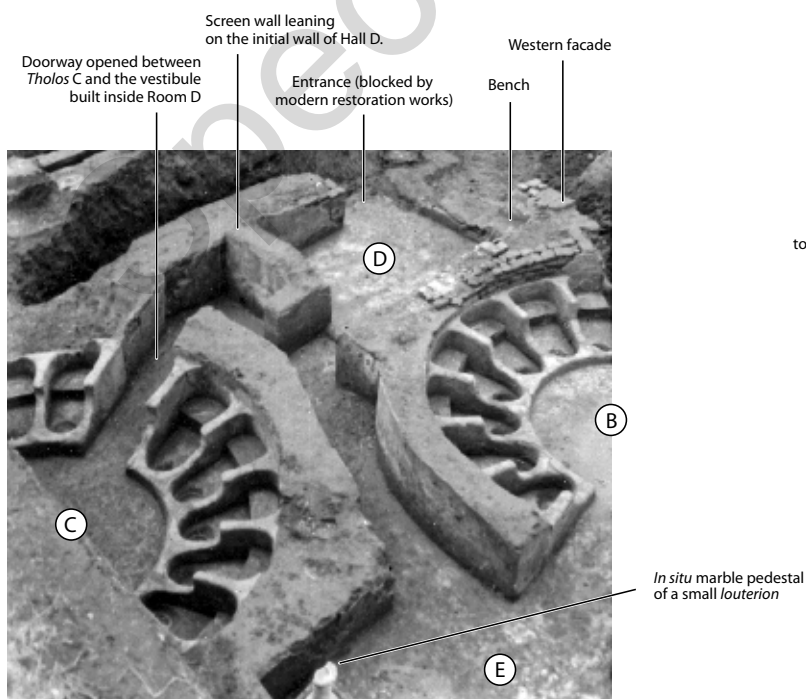 Screen wall leaning
on the initial wall of Hall D.
Western facade
Doorway opened between
Tholos C and the vestibule
built inside Room D
Entrance (blocked by
modern restoration works)
Bench
D
to
B
C
In situ marble pedestal
of a small louterion
E